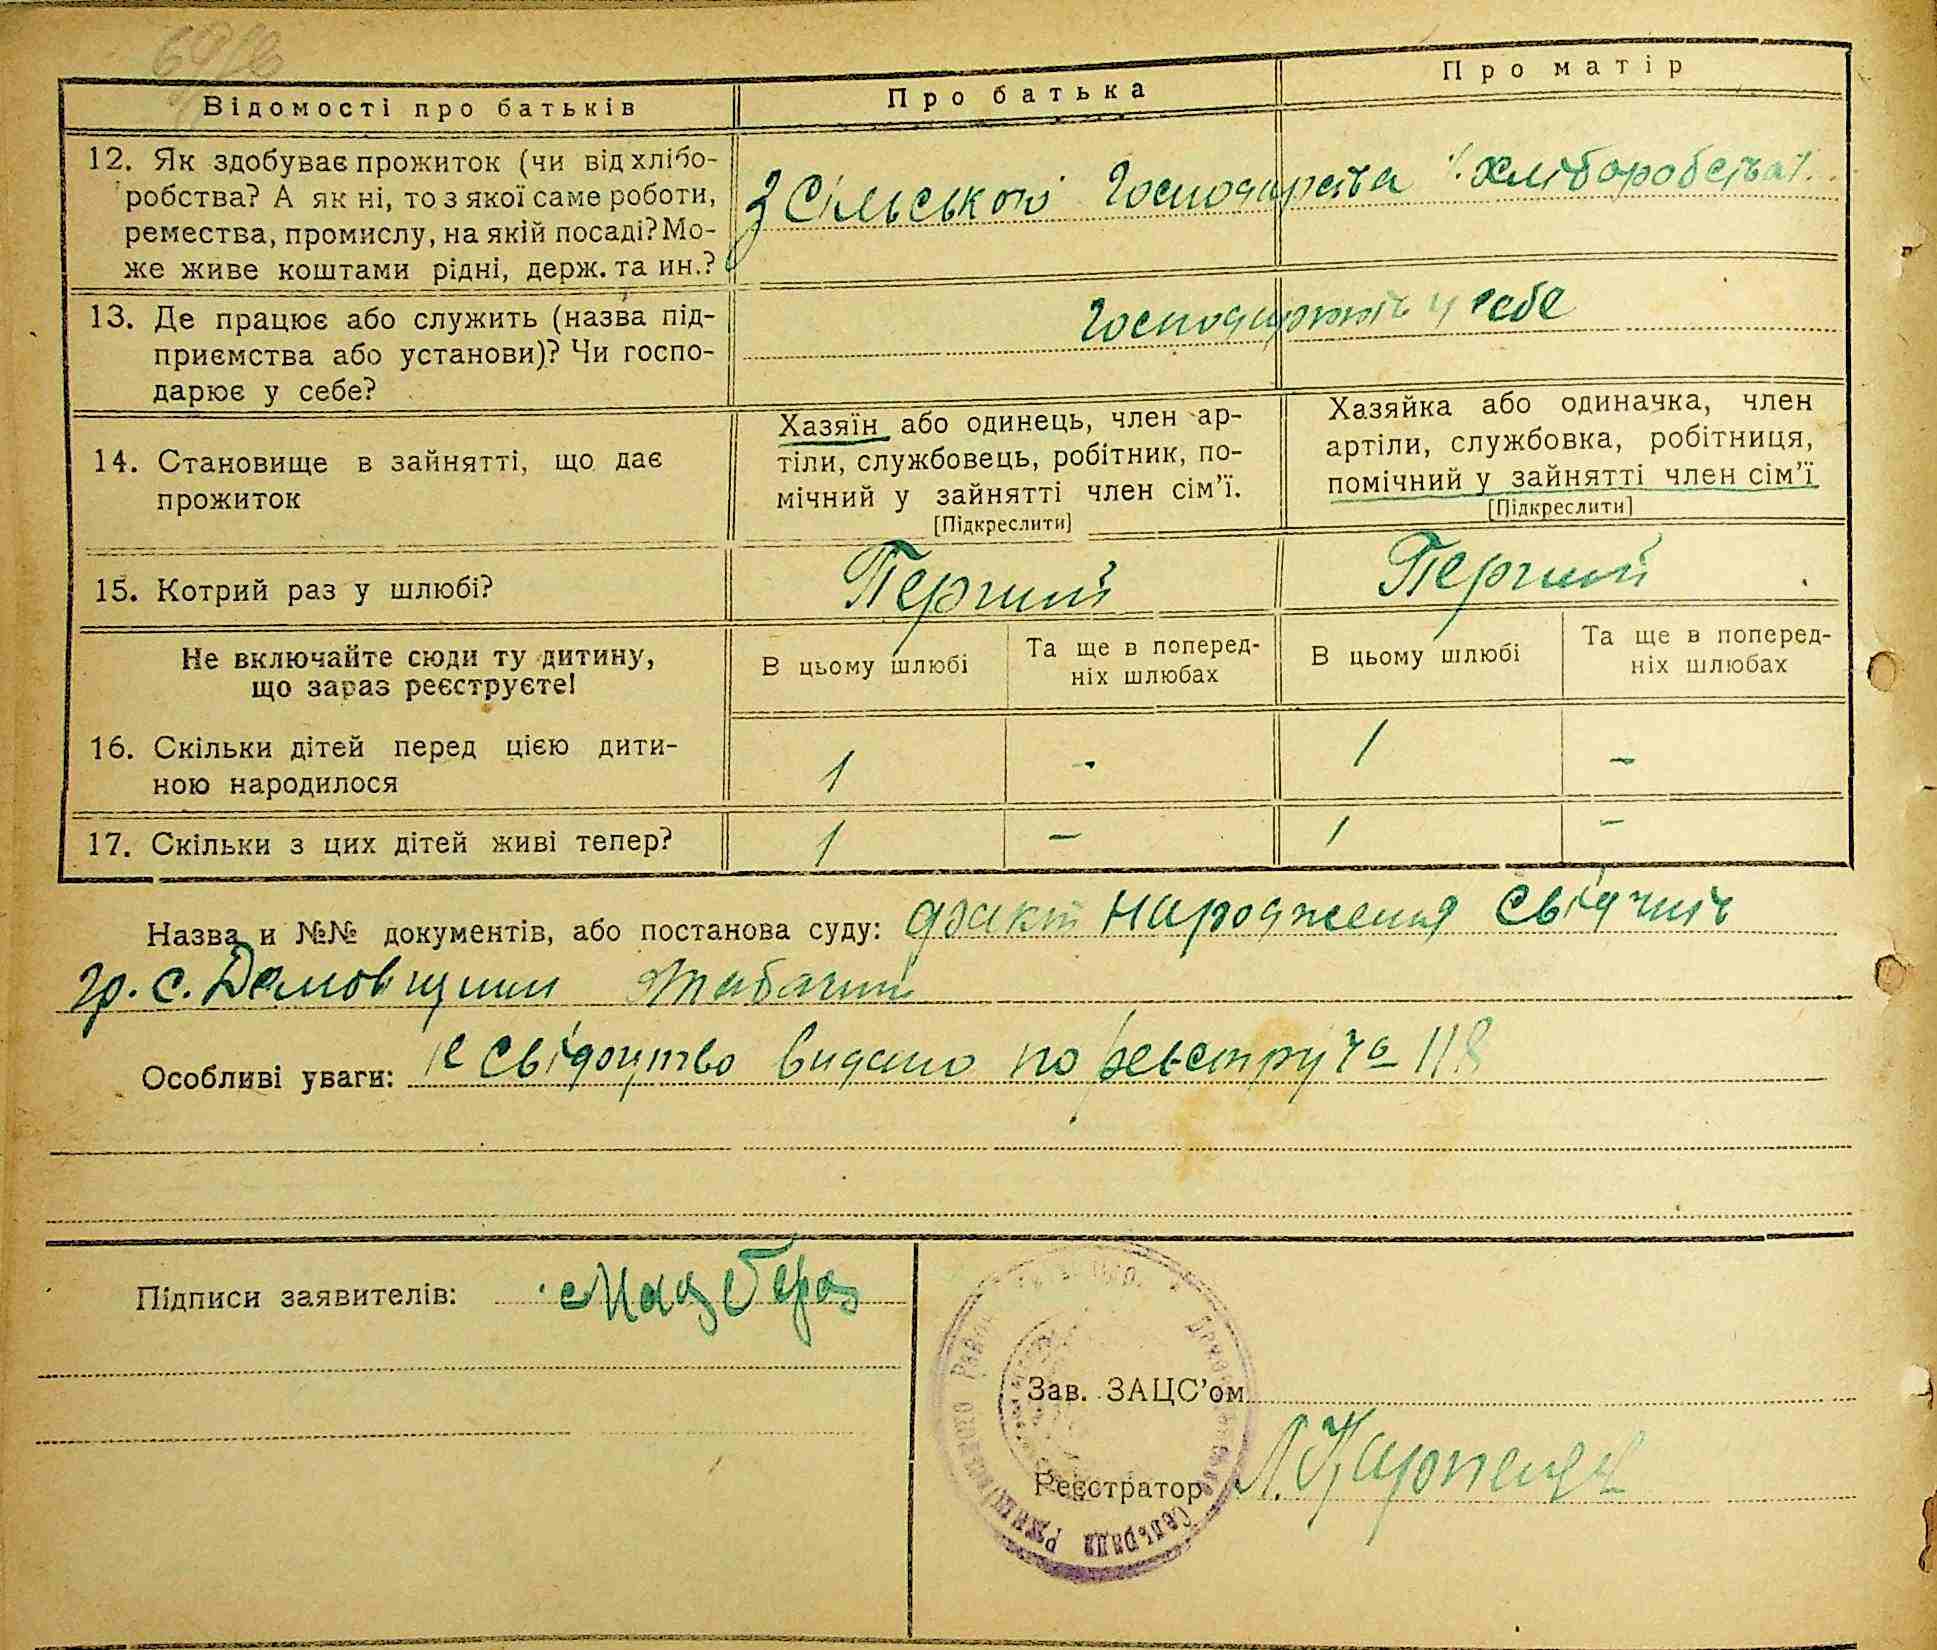 Відомості про батьків
Про батька
Про матір
12. Як здобуває прожиток (чи від хлібо-
робства? А як ні, то з якої саме роботи,
ремества, промислу, на якій посаді? Мо-
же живе коштами рідні, держ. та ин.?
З Сільського Господарства /. хліборобства /.
13. Де працює або служить (назва під-
приємства або установи)? Чи госпо-
дарює у себе?
у себе
14. Становище в зайнятті, що дає
прожиток
Хазяїн або одинець, член ар-
тіли, службовець, робітник, по-
мічний у зайнятті член сім'ї.
[Підкреслити]
Хазяйка або одиначка, член
артіли, службовка, робітниця,
помічний у зайнятті член сім'ї
[Підкреслити]
15. Котрий раз у шлюбі?
Перший
Перший
Не включайте сюди ту дитину,
що зараз реєструєте!
В цьому шлюбі
Та ще в поперед-
ніх шлюбах
В цьому шлюбі
Та ще в поперед-
ніх шлюбах
16. Скільки дітей перед цією дити-
ною народилося
1 - 1 -
17. Скільки з цих дітей живі тепер?
1 - 1 -
Назва и №№ документів, або постанова суду: факт народження свідчить
гр. с.
Особливі уваги: Свідоцтво видано по реєстру № 118
Підписи заявителів:
Зав. ЗАЦС'ом
Реєстратор Л. Карпенко
Сельрада